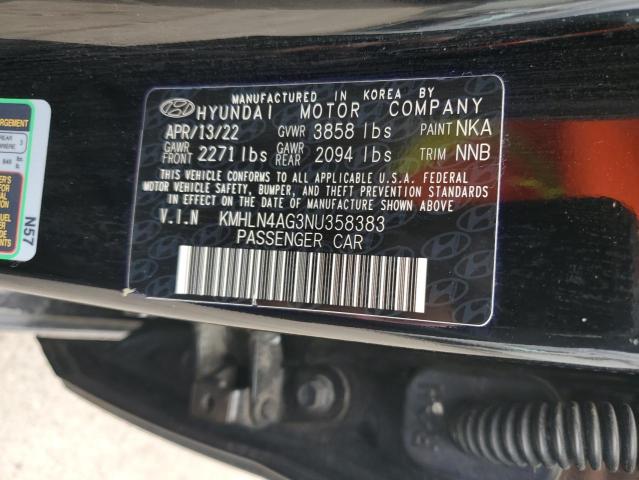 MANUFACTURED IN KOREA BY
HYUNDAI MOTOR COMPANY
APR/13/22 GVWR 3858 lbs PAINT NKA
GAWR FRONT 2271 lbs GAWR REAR 2094 lbs TRIM NNB
THIS VEHICLE CONFORMS TO ALL APPLICABLE U.S.A. FEDERAL
MOTOR VEHICLE SAFETY, BUMPER, AND THEFT PREVENTION STANDARDS
IN EFFECT ON THE DATE OF MANUFACTURE SHOWN ABOVE.
V.I.N KMHLN4AG3NU358383
PASSENGER CAR
REAR 3
N57